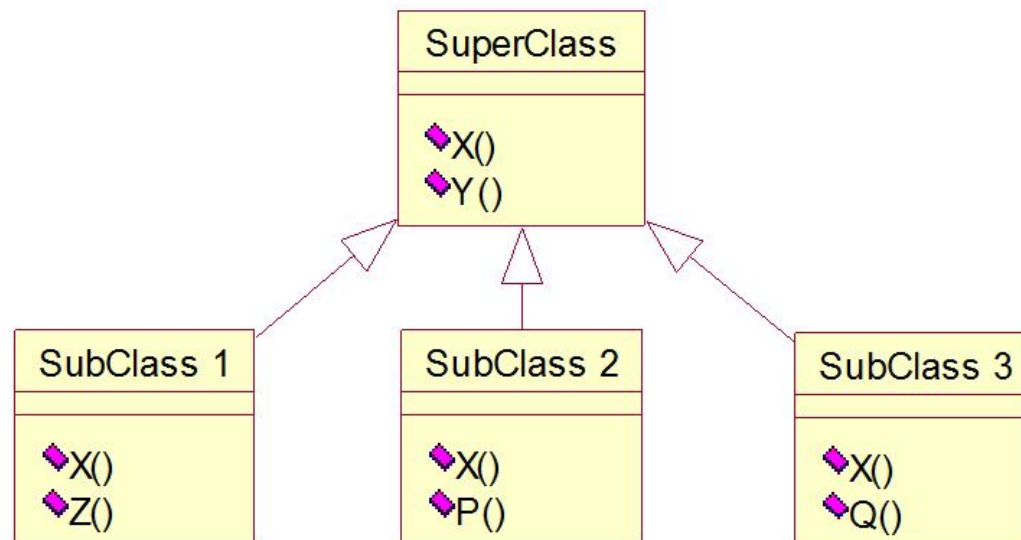 SuperClass
X()
Y()
SubClass 1
X()
Z()
SubClass 2
X()
P()
SubClass 3
X()
Q()